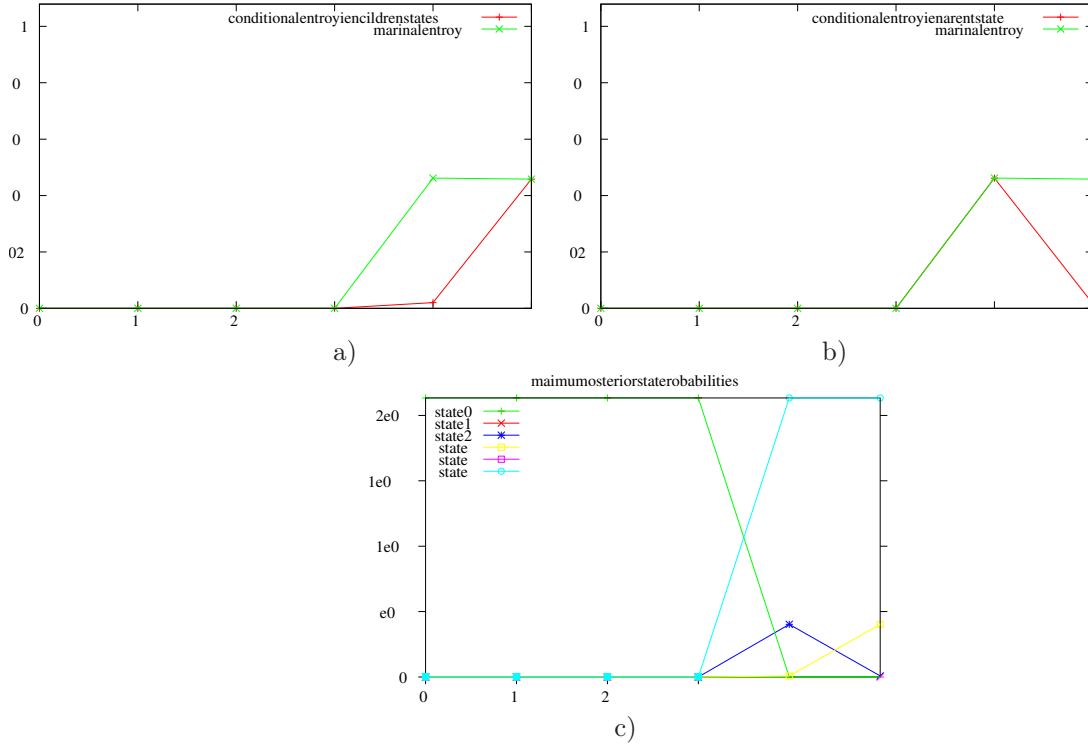 conditionalentroyiencildrenstates
marinalentroy
1
0
0
0
02
0
0
1
2
a)
conditionalentroyienarentstate
marinalentroy
1
0
0
0
02
0
0
1
2
b)
maimumosteriorstaterobabilities
state0
state1
state2
state
state
state
2e0
1e0
1e0
e0
0
0
1
2
c)